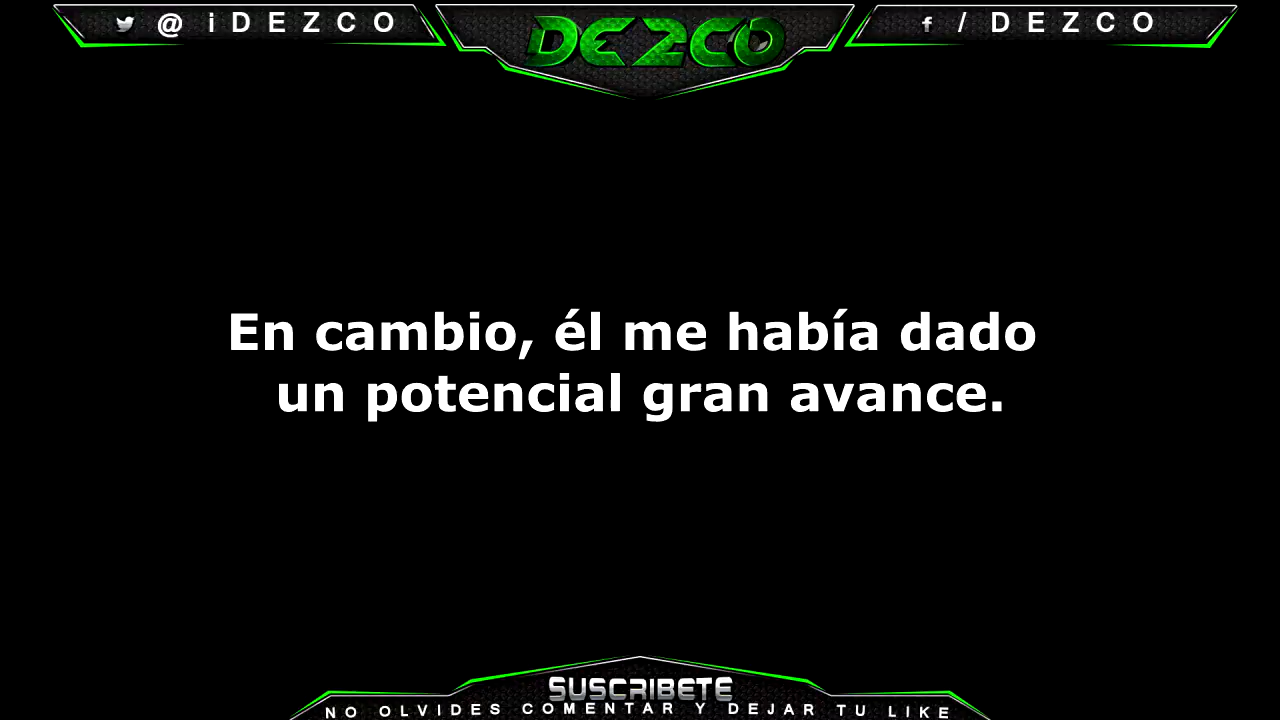 @iDEZCO
DEZCO
f / DEZCO
En cambio, él me había dado
un potencial gran avance.
SUSCRIBETE
NO OLVIDES COMENTAR Y DEJAR TU LIKE